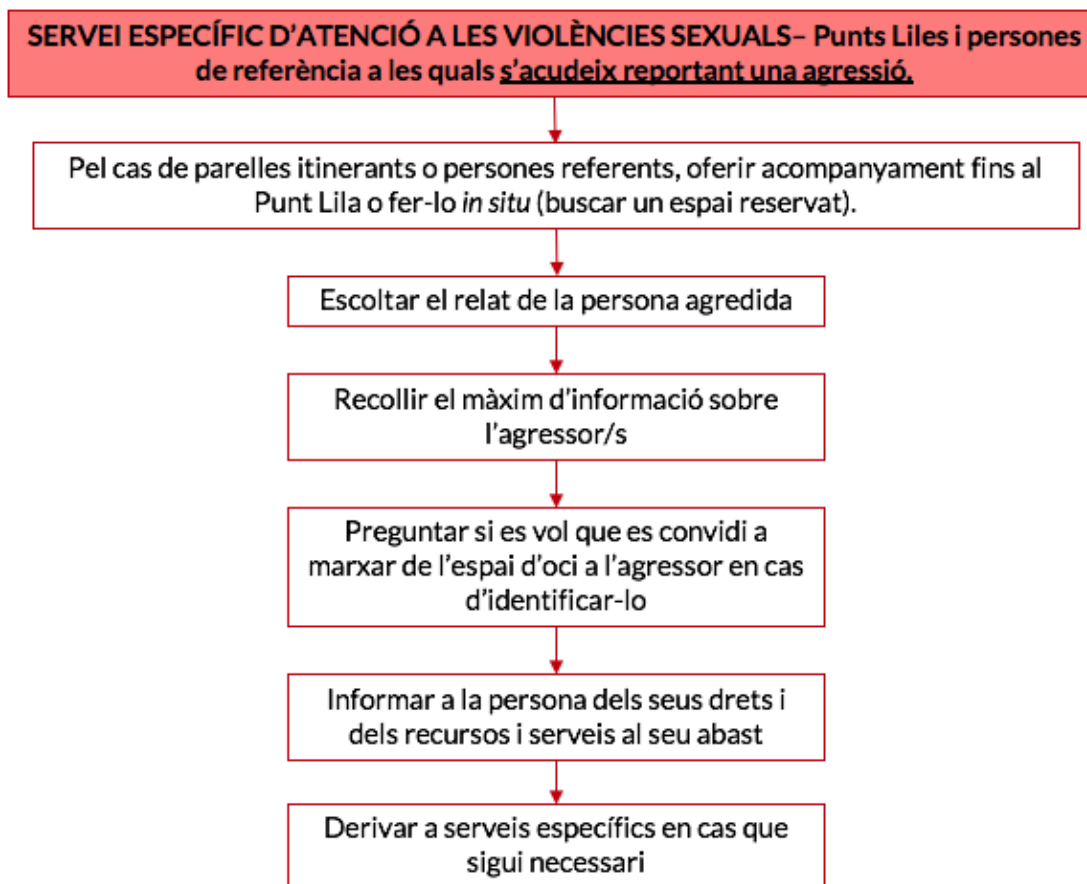 SERVEI ESPECÍFIC D'ATENCIÓ A LES VIOLÈNCIES SEXUALS– Punts Liles i persones
de referència a les quals s'acudeix reportant una agressió.
Pel cas de parelles itinerants o persones referents, oferir acompanyament fins al
Punt Lila o fer-lo in situ (buscar un espai reservat).
Escoltar el relat de la persona agredida
Recollir el màxim d'informació sobre
l'agressor/s
Preguntar si es vol que es convidi a
marxar de l'espai d'oci a l'agressor en cas
d'identificar-lo
Informar a la persona dels seus drets i
dels recursos i serveis al seu abast
Derivar a serveis específics en cas que
sigui necessari